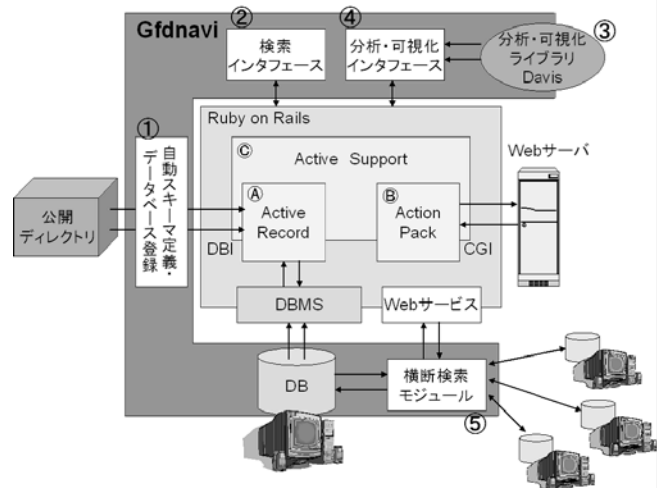 Gfdnavi
②
検索
インタフェース
④
分析・可視化
インタフェース
③
分析・可視化
ライブラリ
Davis
Ruby on Rails
①
自動スキーマ定義・
データベース登録
Ⓒ
Active Support
Webサーバ
公開
ディレクトリ
Ⓐ
Active
Record
Ⓑ
Action
Pack
DBI
CGI
DBMS
Webサービス
DB
横断検索
モジュール
⑤